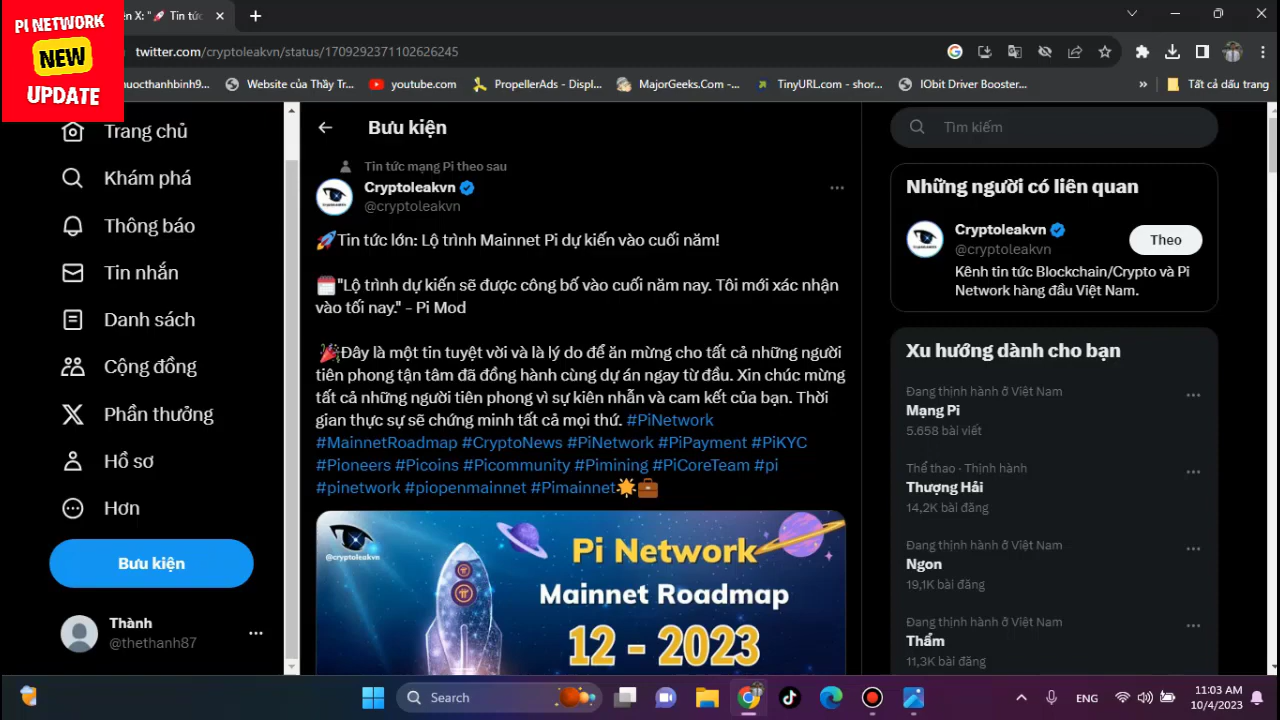 PI NETWORK
NEW
UPDATE
ên X: "🚀 Tin tức
twitter.com/cryptoleakvn/status/1709292371102626245
uocthanhbinh9...
Website của Thầy Tr...
youtube.com
PropellerAds - Displ...
MajorGeeks.Com -...
TinyURL.com - shor...
IObit Driver Booster...
»
Tất cả dấu trang
Trang chủ
Khám phá
Thông báo
Tin nhắn
Danh sách
Cộng đồng
Phần thưởng
Hồ sơ
Hơn
Bưu kiện
Thành
@thethanh87
Bưu kiện
Tin tức mạng Pi theo sau
Cryptoleakvn
@cryptoleakvn
🚀Tin tức lớn: Lộ trình Mainnet Pi dự kiến vào cuối năm!
🗓️"Lộ trình dự kiến sẽ được công bố vào cuối năm nay. Tôi mới xác nhận
vào tối nay." - Pi Mod
🎉Đây là một tin tuyệt vời và là lý do để ăn mừng cho tất cả những người
tiên phong tận tâm đã đồng hành cùng dự án ngay từ đầu. Xin chúc mừng
tất cả những người tiên phong vì sự kiên nhẫn và cam kết của bạn. Thời
gian thực sự sẽ chứng minh tất cả mọi thứ. #PiNetwork
#MainnetRoadmap #CryptoNews #PiNetwork #PiPayment #PiKYC
#Pioneers #Picoins #Picommunity #Pimining #PiCoreTeam #pi
#pinetwork #piopenmainnet #Pimainnet🌟💼
@cryptoleakvn
Pi Network
Mainnet Roadmap
12 - 2023
Tìm kiếm
Những người có liên quan
Cryptoleakvn
@cryptoleakvn
Theo
Kênh tin tức Blockchain/Crypto và Pi
Network hàng đầu Việt Nam.
Xu hướng dành cho bạn
Đang thịnh hành ở Việt Nam
Mạng Pi
5.658 bài viết
Thể thao · Thịnh hành
Thượng Hải
14,2K bài đăng
Đang thịnh hành ở Việt Nam
Ngon
19,1K bài đăng
Đang thịnh hành ở Việt Nam
Thẩm
11,3K bài đăng
Search
ENG
11:03 AM
10/4/2023